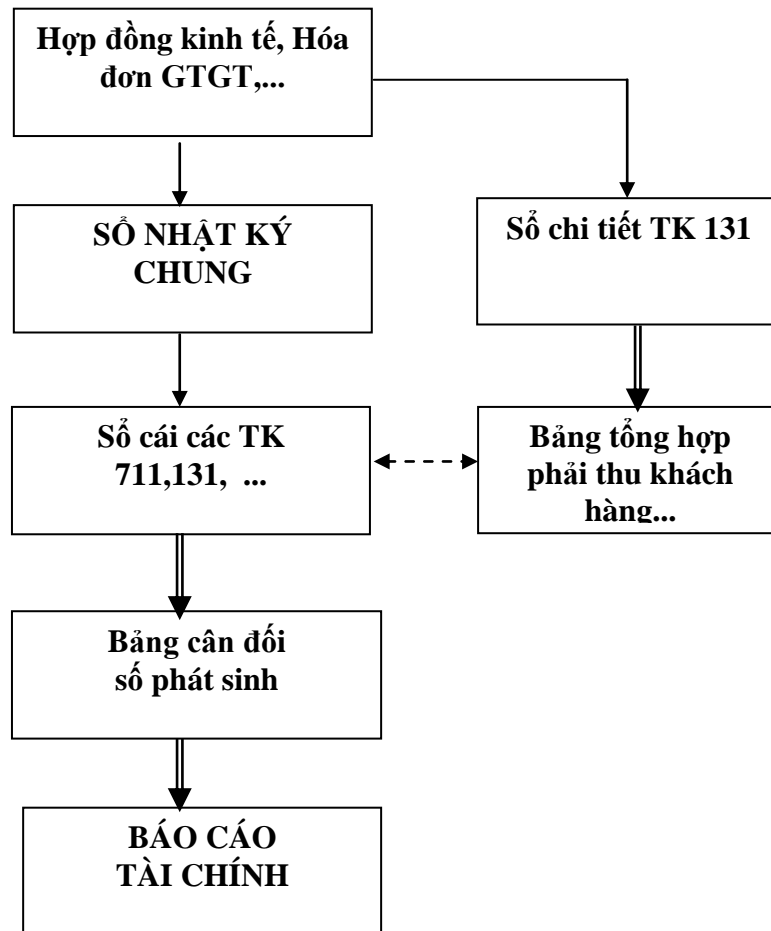 Hợp đồng kinh tế, Hóa
đơn GTGT,...
SỔ NHẬT KÝ
CHUNG
Sổ chi tiết TK 131
Sổ cái các TK
711,131, ...
Bảng tổng hợp
phải thu khách
hàng...
Bảng cân đối
số phát sinh
BÁO CÁO
TÀI CHÍNH